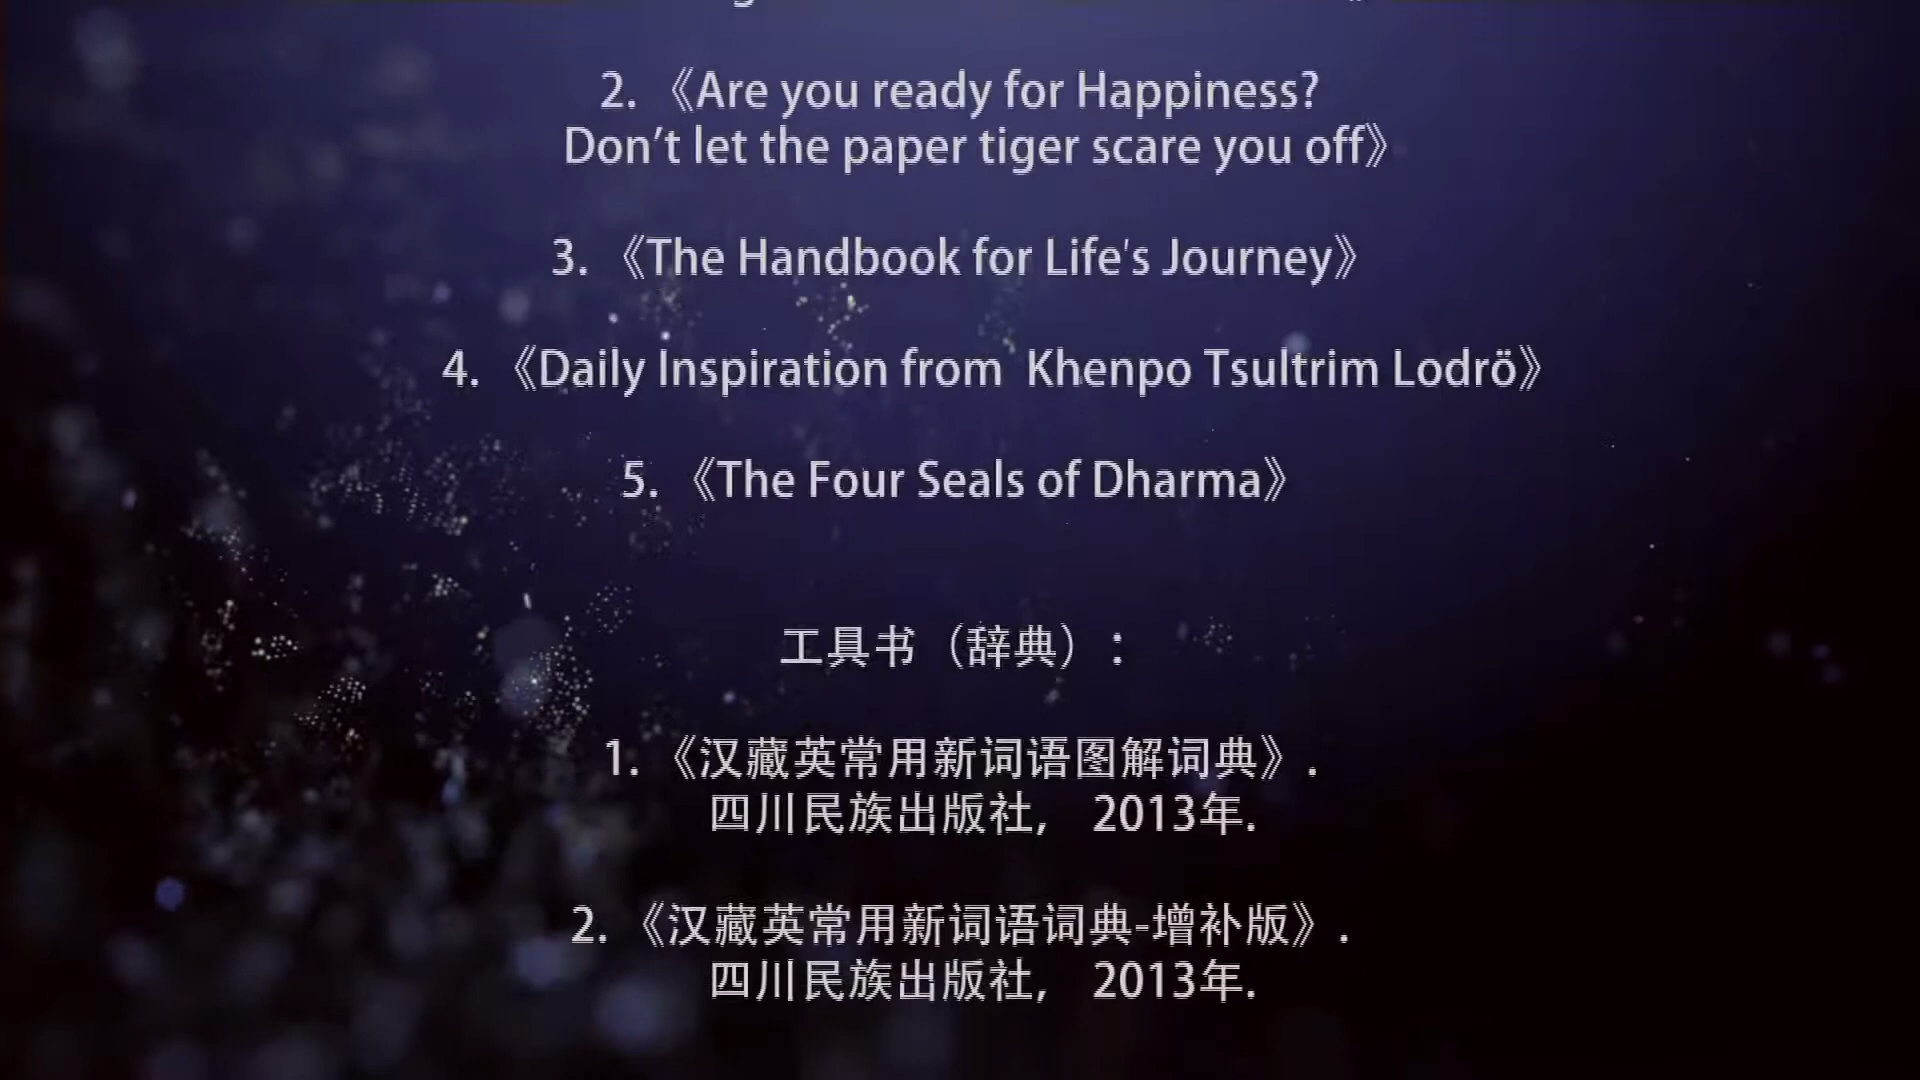 2. 《Are you ready for Happiness?
Don’t let the paper tiger scare you off》
3. 《The Handbook for Life's Journey》
4. 《Daily Inspiration from Khenpo Tsultrim Lodrö》
5. 《The Four Seals of Dharma》
工具书（辞典）：
1. 《汉藏英常用新词语图解词典》.
四川民族出版社, 2013年.
2. 《汉藏英常用新词语词典-增补版》.
四川民族出版社, 2013年.